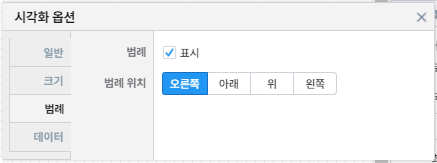 시각화 옵션
일반
크기
범례
데이터
범례 표시
범례 위치 오른쪽 아래 위 왼쪽